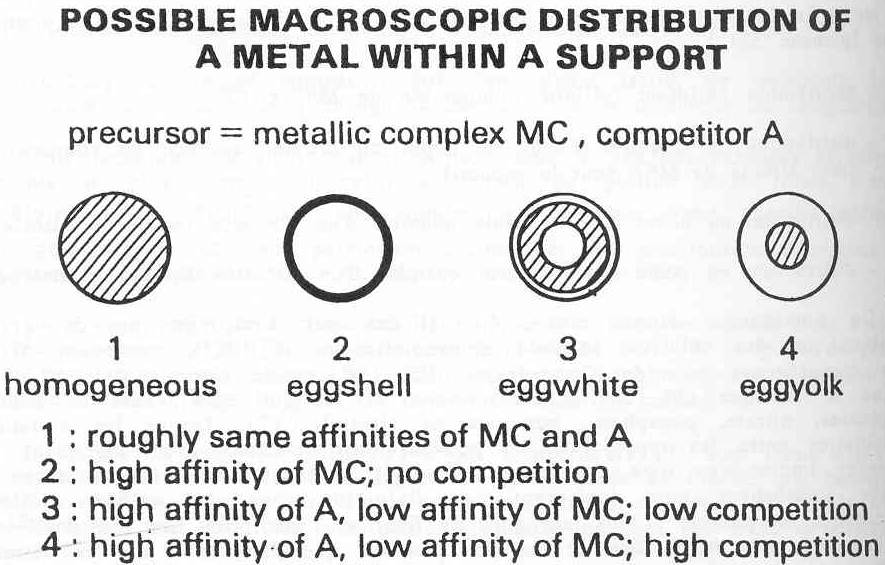 POSSIBLE MACROSCOPIC DISTRIBUTION OF
A METAL WITHIN A SUPPORT
precursor = metallic complex MC , competitor A
1 2 3 4
homogeneous eggshell eggwhite eggyolk
1 : roughly same affinities of MC and A
2 : high affinity of MC; no competition
3 : high affinity of A, low affinity of MC; low competition
4 : high affinity of A, low affinity of MC; high competition